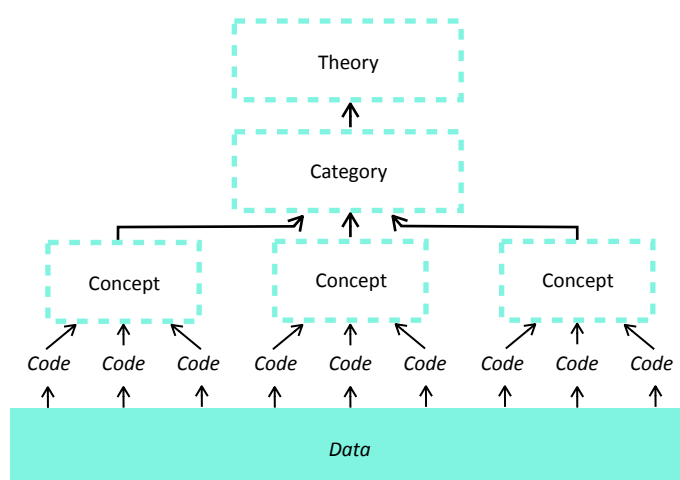 Theory
Category
Concept Concept Concept
Code Code Code Code Code Code Code Code Code
Data